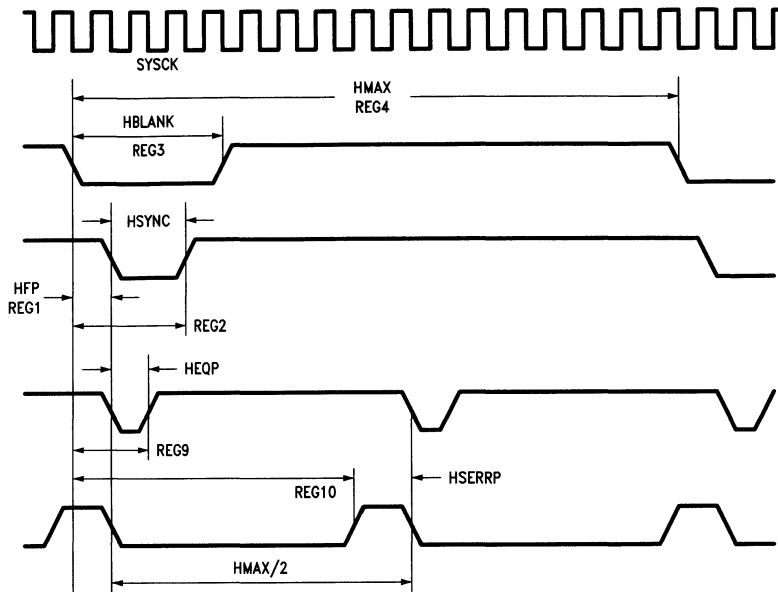 SYSCK
HMAX
REG4
HBLANK
REG3
HSYNC
HFP
REG1
REG2
HEQP
REG9
REG10
HSERRP
HMAX/2